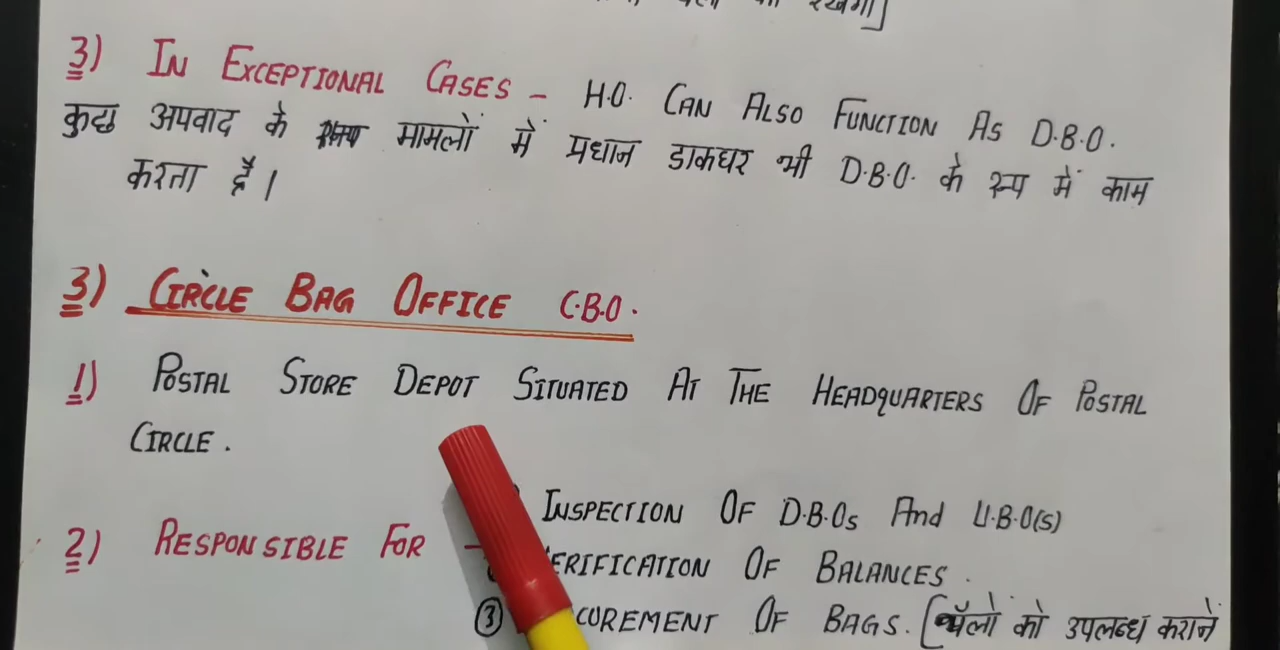 रखेगा]
3) IN EXCEPTIONAL CASES - H.O. CAN ALSO FUNCTION AS D.B.O.
कुछ अपवाद के मामलों में प्रधान डाकघर भी D.B.O. के रूप में काम
करता है।
3) CIRCLE BAG OFFICE C.B.O.
1) POSTAL STORE DEPOT SITUATED AT THE HEADQUARTERS OF POSTAL
CIRCLE.
INSPECTION OF D.B.Os And U.B.O(s)
2) RESPONSIBLE FOR -
ERIFICATION OF BALANCES.
③ CUREMENT OF BAGS. [थैलों को उपलब्ध कराने